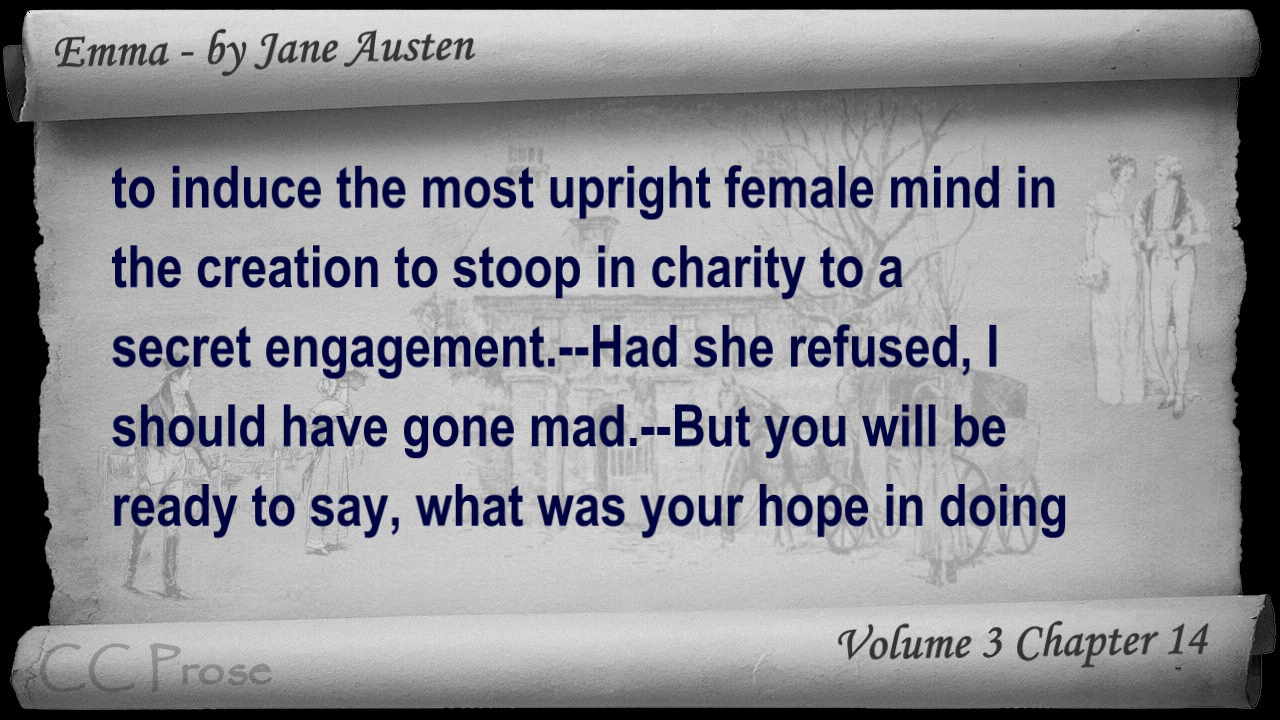 Emma - by Jane Austen
to induce the most upright female mind in
the creation to stoop in charity to a
secret engagement.--Had she refused, I
should have gone mad.--But you will be
ready to say, what was your hope in doing
Volume 3 Chapter 14
CC Prose